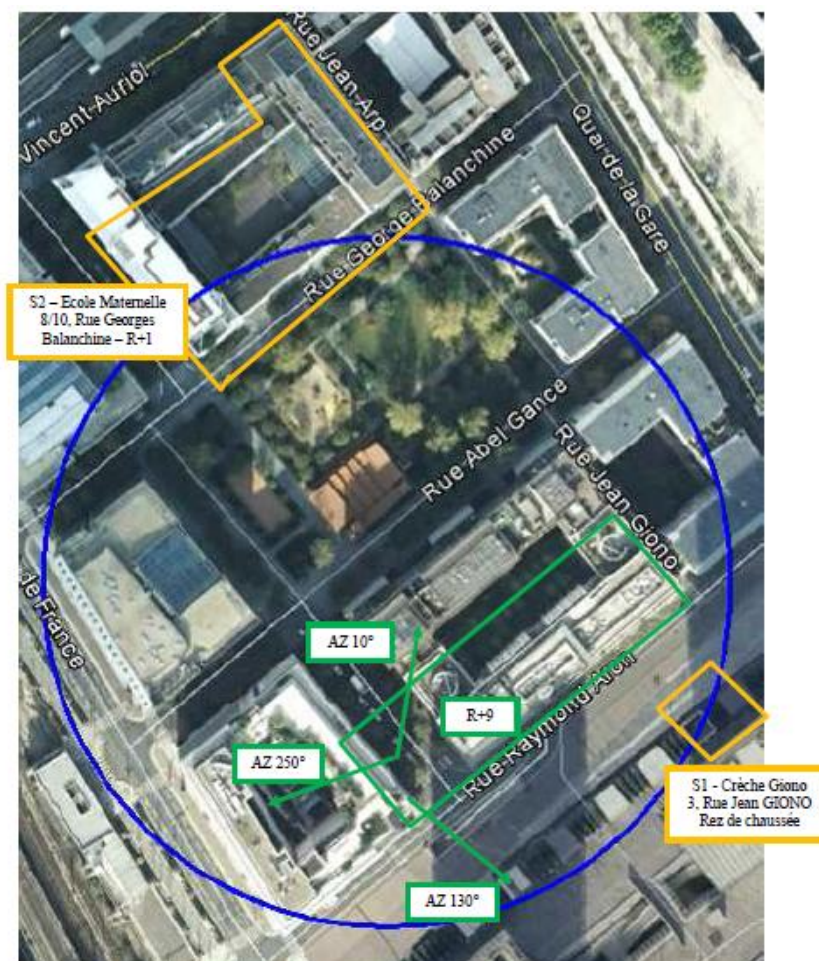 Vincent Auriol
Rue Jean Arp
Quai de la Gare
Rue George Balanchine
S2 – Ecole Maternelle
8/10, Rue Georges
Balanchine – R+1
Rue Abel Gance
Rue Jean Giono
de France
AZ 10°
R+9
Rue Raymond Aron
AZ 250°
S1 - Crèche Giono
3, Rue Jean GIONO
Rez de chaussée
AZ 130°